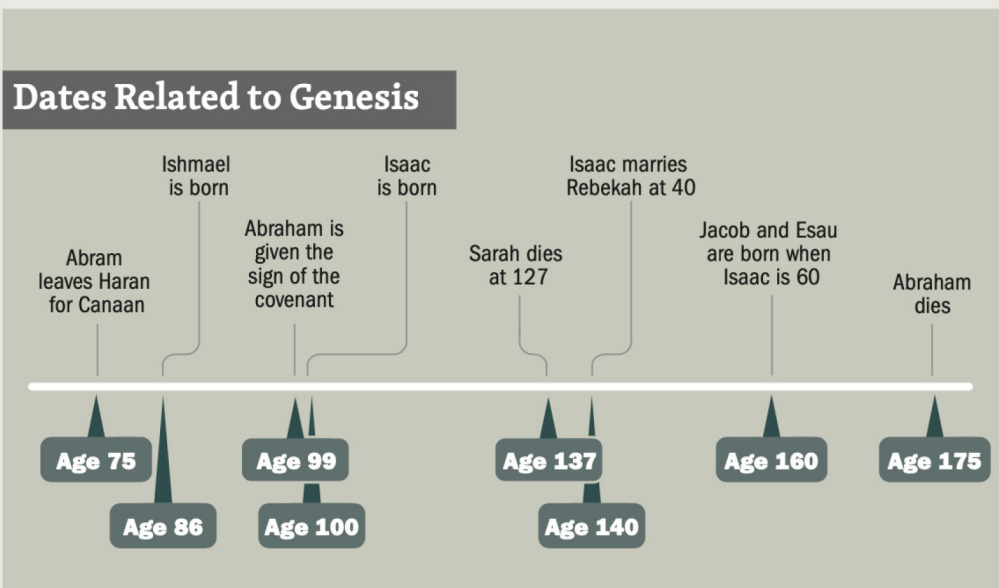 Dates Related to Genesis
Abram
leaves Haran
for Canaan
Ishmael
is born
Abraham is
given the
sign of the
covenant
Isaac
is born
Sarah dies
at 127
Isaac marries
Rebekah at 40
Jacob and Esau
are born when
Isaac is 60
Abraham
dies
Age 75
Age 86
Age 99
Age 100
Age 137
Age 140
Age 160
Age 175